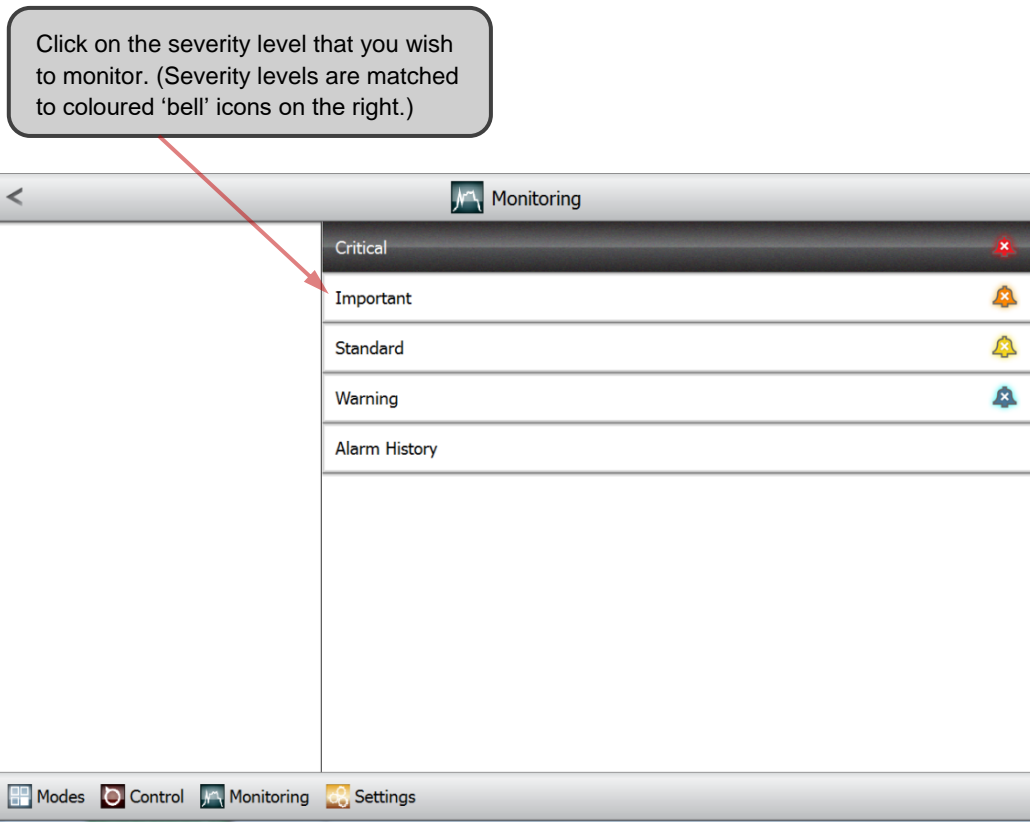 Click on the severity level that you wish
to monitor. (Severity levels are matched
to coloured ‘bell’ icons on the right.)
< Monitoring
Critical
Important
Standard
Warning
Alarm History
Modes Control Monitoring Settings